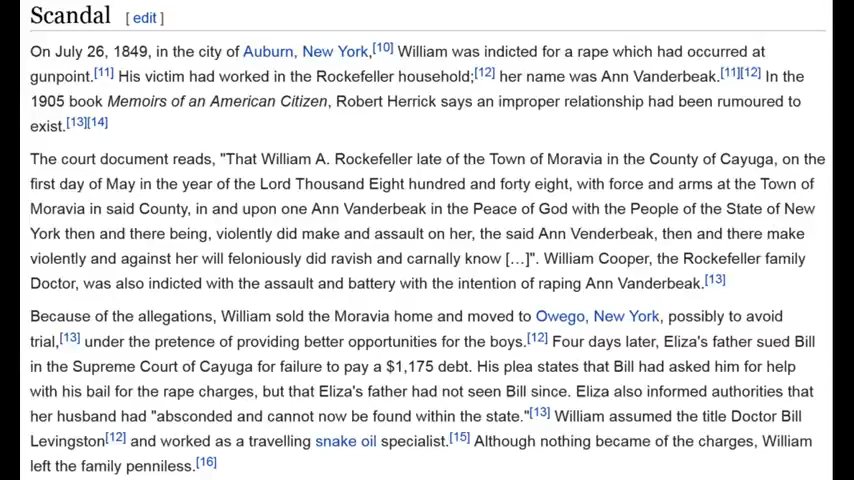 Scandal [ edit ]
On July 26, 1849, in the city of Auburn, New York,[10] William was indicted for a rape which had occurred at
gunpoint.[11] His victim had worked in the Rockefeller household;[12] her name was Ann Vanderbeak.[11][12] In the
1905 book Memoirs of an American Citizen, Robert Herrick says an improper relationship had been rumoured to
exist.[13][14]
The court document reads, "That William A. Rockefeller late of the Town of Moravia in the County of Cayuga, on the
first day of May in the year of the Lord Thousand Eight hundred and forty eight, with force and arms at the Town of
Moravia in said County, in and upon one Ann Vanderbeak in the Peace of God with the People of the State of New
York then and there being, violently did make and assault on her, the said Ann Venderbeak, then and there make
violently and against her will feloniously did ravish and carnally know [...]". William Cooper, the Rockefeller family
Doctor, was also indicted with the assault and battery with the intention of raping Ann Vanderbeak.[13]
Because of the allegations, William sold the Moravia home and moved to Owego, New York, possibly to avoid
trial,[13] under the pretence of providing better opportunities for the boys.[12] Four days later, Eliza's father sued Bill
in the Supreme Court of Cayuga for failure to pay a $1,175 debt. His plea states that Bill had asked him for help
with his bail for the rape charges, but that Eliza's father had not seen Bill since. Eliza also informed authorities that
her husband had "absconded and cannot now be found within the state."[13] William assumed the title Doctor Bill
Levingston[12] and worked as a travelling snake oil specialist.[15] Although nothing became of the charges, William
left the family penniless.[16]